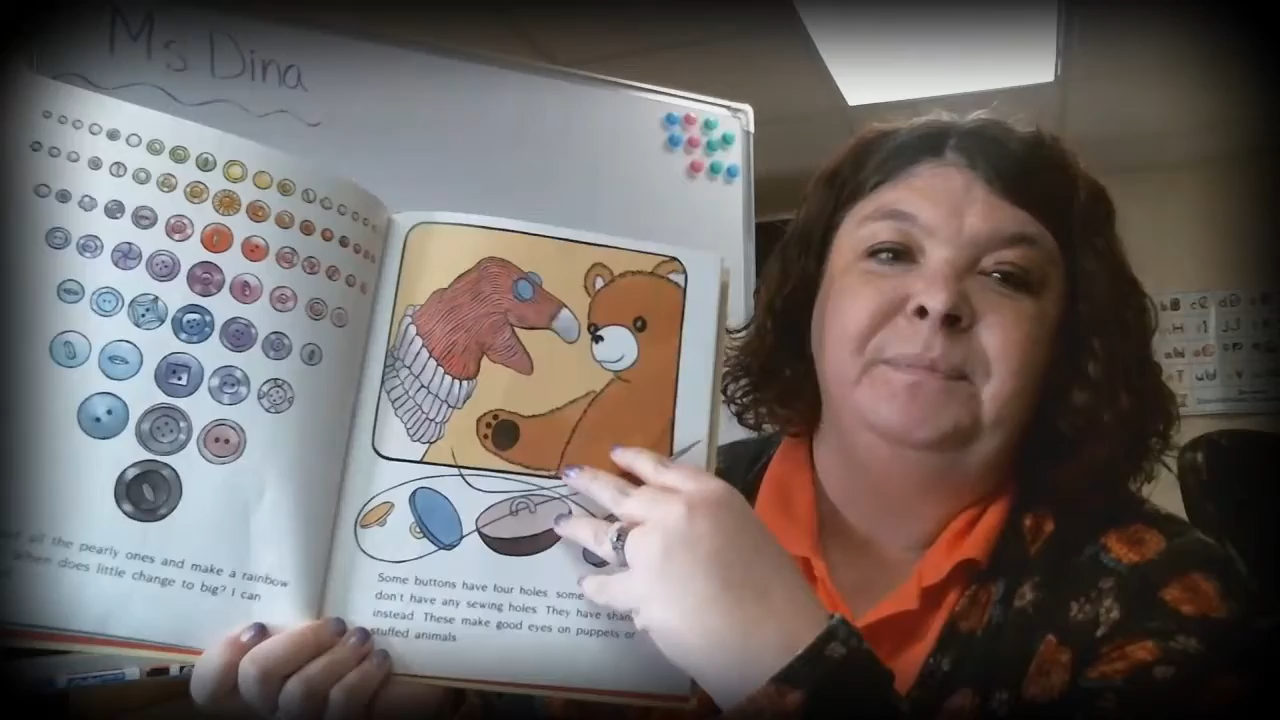 Ms Dina
all the pearly ones and make a rainbow
when does little change to big? I can
Some buttons have four holes, some
don't have any sewing holes. They have
instead. These make good eyes on puppets or
stuffed animals.